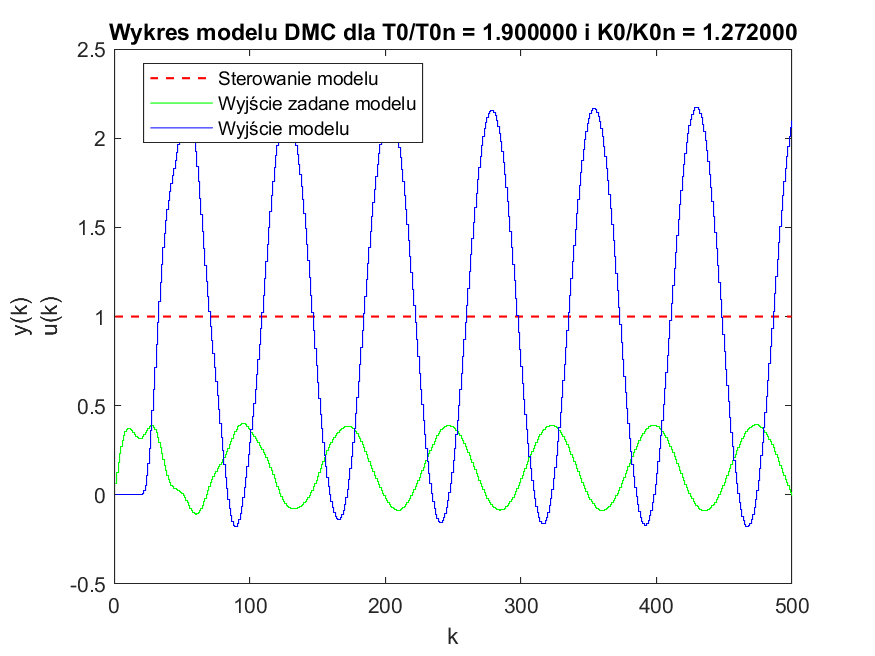 Wykres modelu DMC dla T0/T0n = 1.900000 i K0/K0n = 1.272000
2.5
Sterowanie modelu
Wyjście zadane modelu
Wyjście modelu
2
1.5
y(k)
u(k)
1
0.5
0
-0.5
0 100 200 300 400 500
k